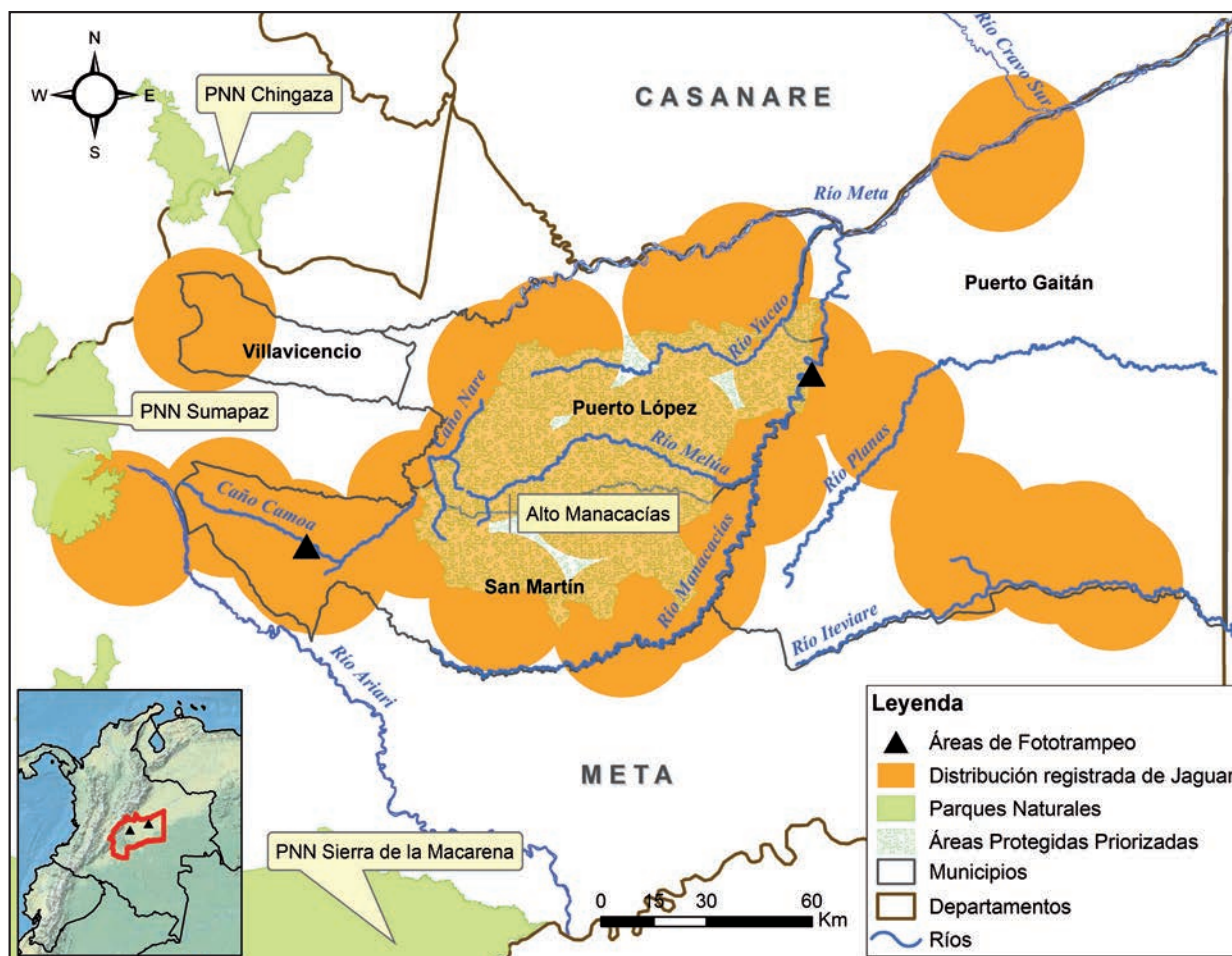 N
W
E
S
PNN Chingaza
CASANARE
Río Cravo Sur
Río Meta
Puerto Gaitán
Villavicencio
Río Yucao
PNN Sumapaz
Caño Nare
Puerto López
Río Melua
Río Planas
Caño Camoa
Alto Manacacías
San Martín
Río Manacacías
Río Iteviare
Río Ariari
META
PNN Sierra de la Macarena
0 15 30 60
Km
Leyenda
Áreas de Fototrampeo
Distribución registrada de Jaguar
Parques Naturales
Áreas Protegidas Priorizadas
Municipios
Departamentos
Ríos